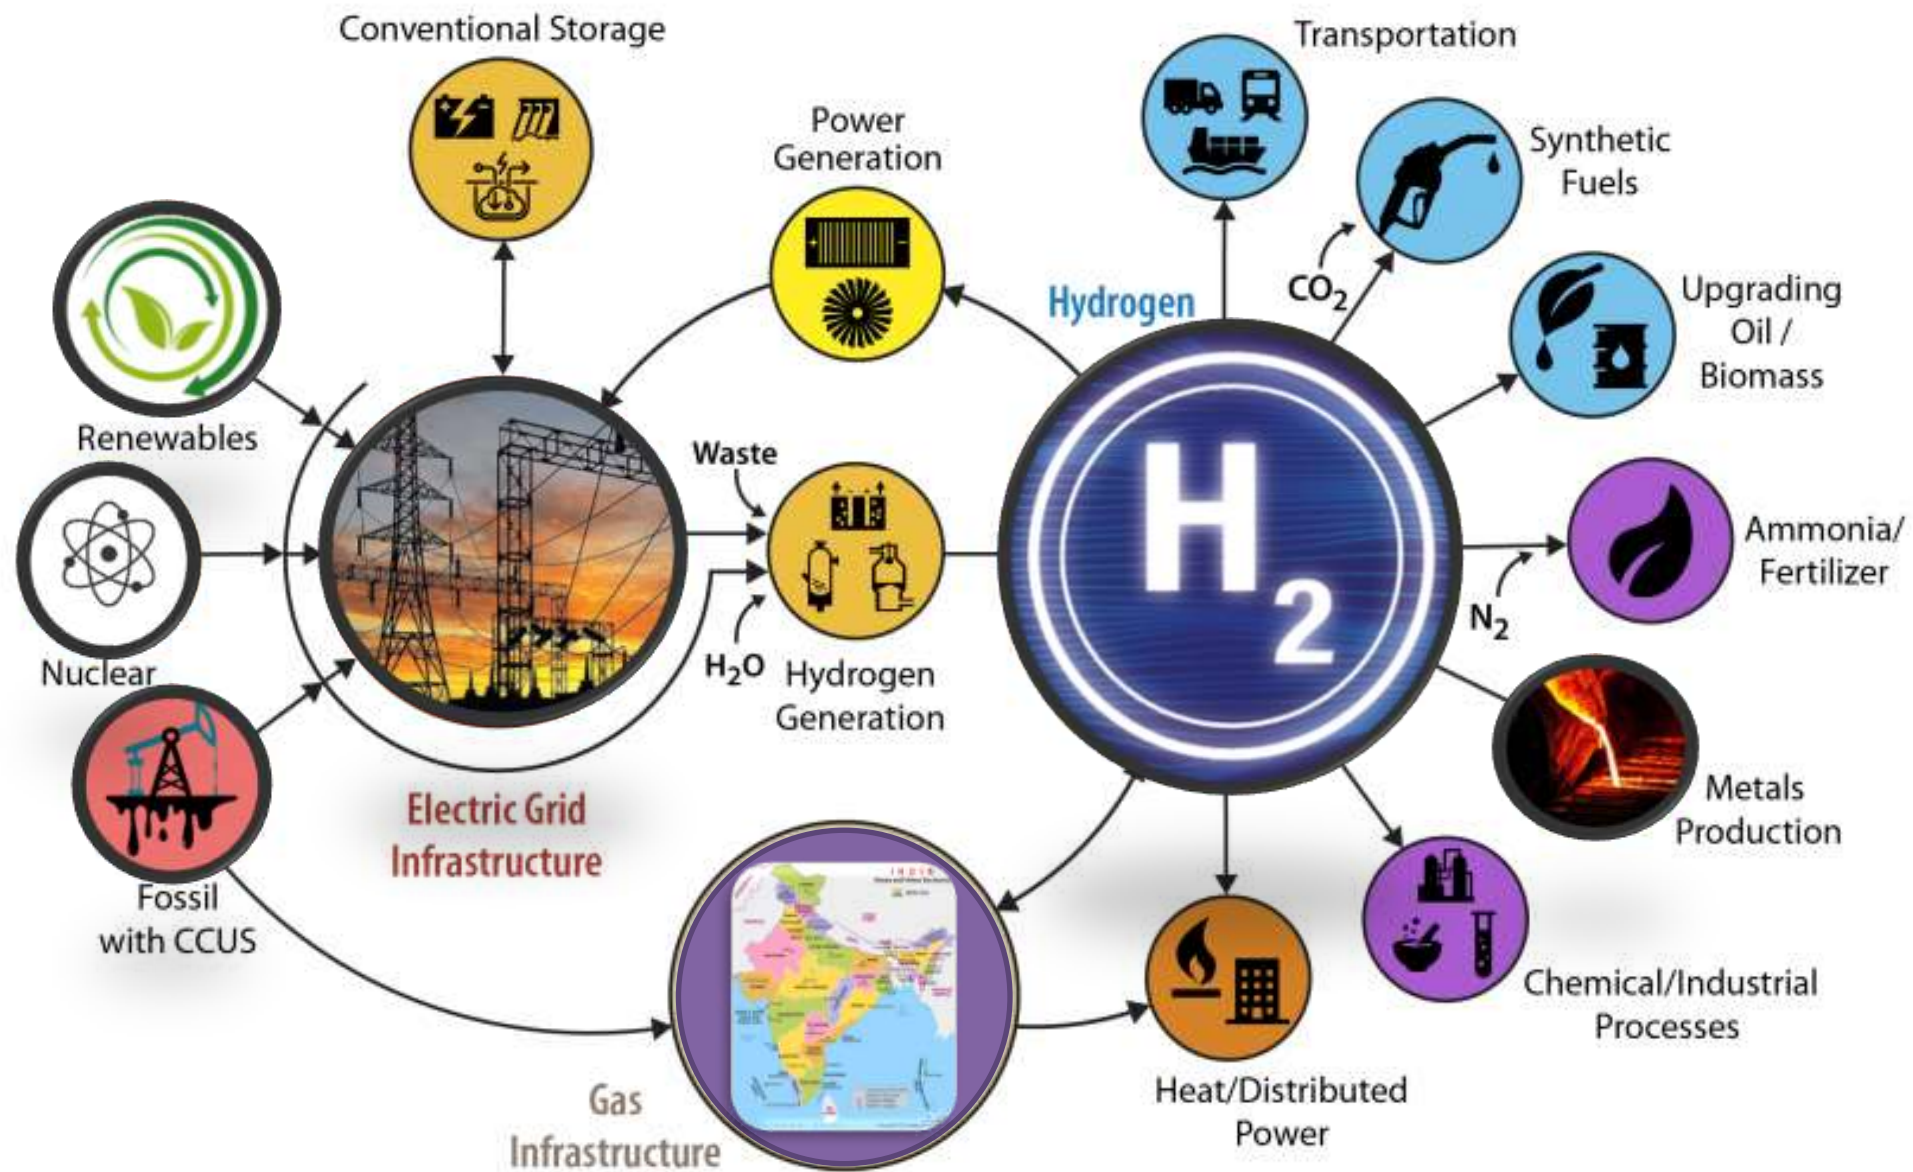 Conventional Storage
Transportation
Power
Generation
Synthetic
Fuels
CO2
Hydrogen
Upgrading
Oil /
Biomass
Renewables
Waste
H2
Ammonia/
Fertilizer
N2
Nuclear
H2O
Hydrogen
Generation
Electric Grid
Infrastructure
Metals
Production
Fossil
with CCUS
INDIA
Chemical/Industrial
Processes
Gas
Infrastructure
Heat/Distributed
Power